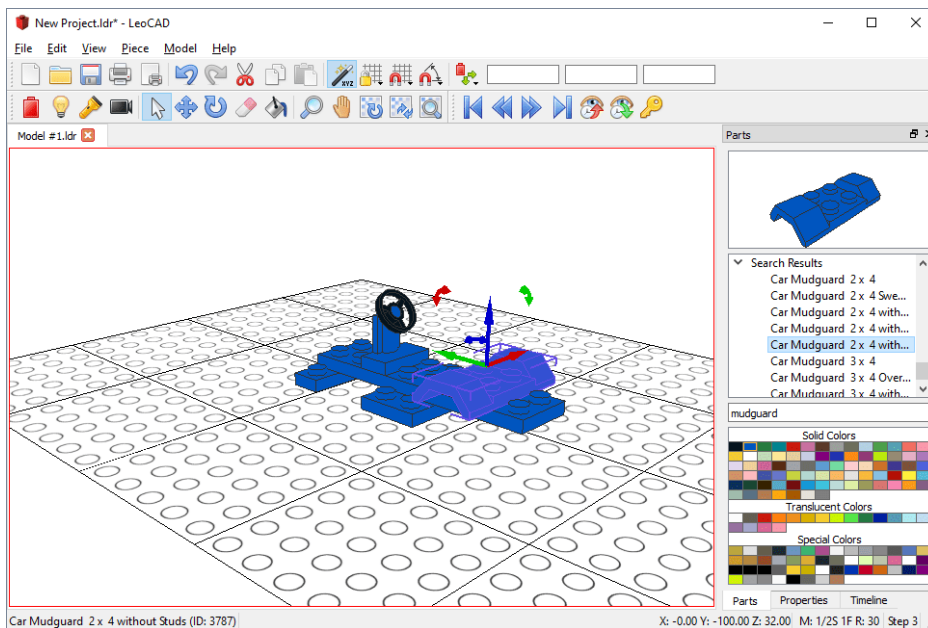 New Project.ldr* - LeoCAD
File Edit View Piece Model Help
XYZ
Model #1.ldr
Parts
Search Results
Car Mudguard 2 x 4
Car Mudguard 2 x 4 Swe...
Car Mudguard 2 x 4 with...
Car Mudguard 2 x 4 with...
Car Mudguard 2 x 4 with...
Car Mudguard 3 x 4
Car Mudguard 3 x 4 Over...
Car Mudguard 3 x 4 with...
mudguard
Solid Colors
Translucent Colors
Special Colors
Parts Properties Timeline
Car Mudguard 2 x 4 without Studs (ID: 3787) X: -0.00 Y: -100.00 Z: 32.00 M: 1/2S 1F R: 30 Step 3